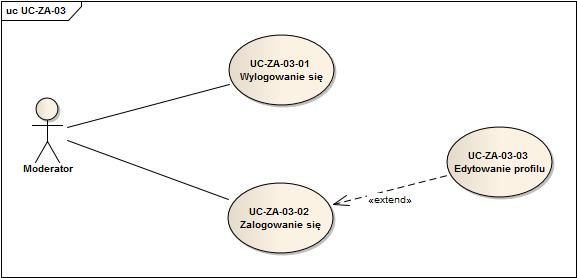 uc UC-ZA-03
UC-ZA-03-01
Wylogowanie się
Moderator
UC-ZA-03-03
Edytowanie profilu
«extend»
UC-ZA-03-02
Zalogowanie się